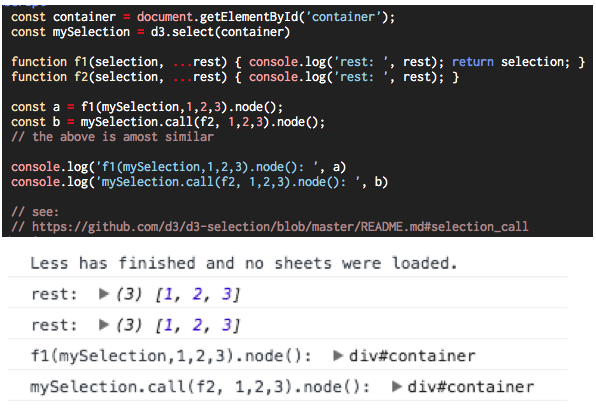 const container = document.getElementById('container');
const mySelection = d3.select(container)
function f1(selection, ...rest) { console.log('rest: ', rest); return selection; }
function f2(selection, ...rest) { console.log('rest: ', rest); }
const a = f1(mySelection,1,2,3).node();
const b = mySelection.call(f2, 1,2,3).node();
// the above is amost similar
console.log('f1(mySelection,1,2,3).node(): ', a)
console.log('mySelection.call(f2, 1,2,3).node(): ', b)
// see:
// https://github.com/d3/d3-selection/blob/master/README.md#selection_call
Less has finished and no sheets were loaded.
rest: ▶ (3) [1, 2, 3]
rest: ▶ (3) [1, 2, 3]
f1(mySelection,1,2,3).node(): ▶ div#container
mySelection.call(f2, 1,2,3).node(): ▶ div#container